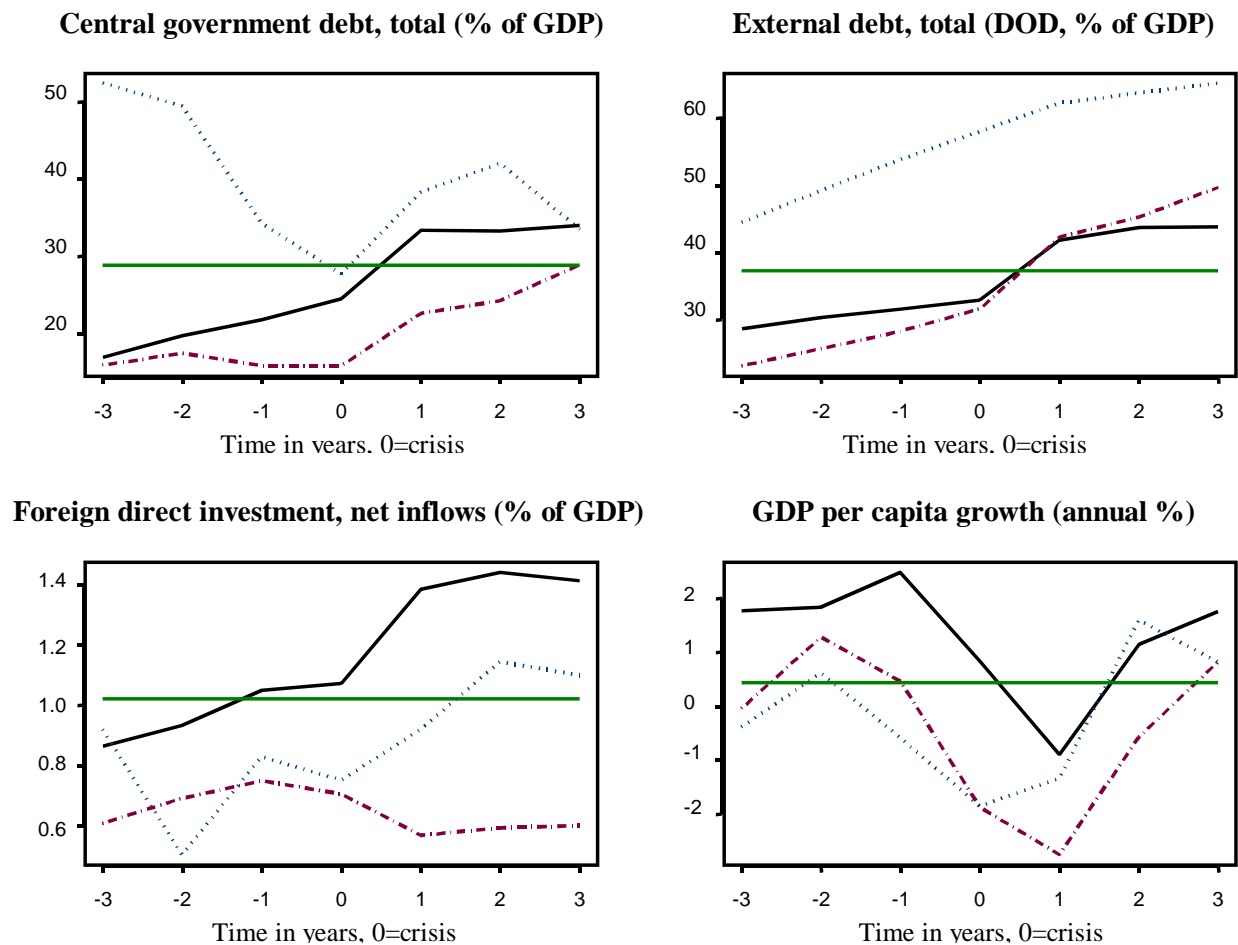 Central government debt, total (% of GDP)
50
40
30
20
-3 -2 -1 0 1 2 3
Time in years. 0=crisis
External debt, total (DOD, % of GDP)
60
50
40
30
-3 -2 -1 0 1 2 3
Time in years. 0=crisis
Foreign direct investment, net inflows (% of GDP)
1.4
1.2
1.0
0.8
0.6
-3 -2 -1 0 1 2 3
Time in years, 0=crisis
GDP per capita growth (annual %)
2
1
0
-1
-2
-3 -2 -1 0 1 2 3
Time in years, 0=crisis